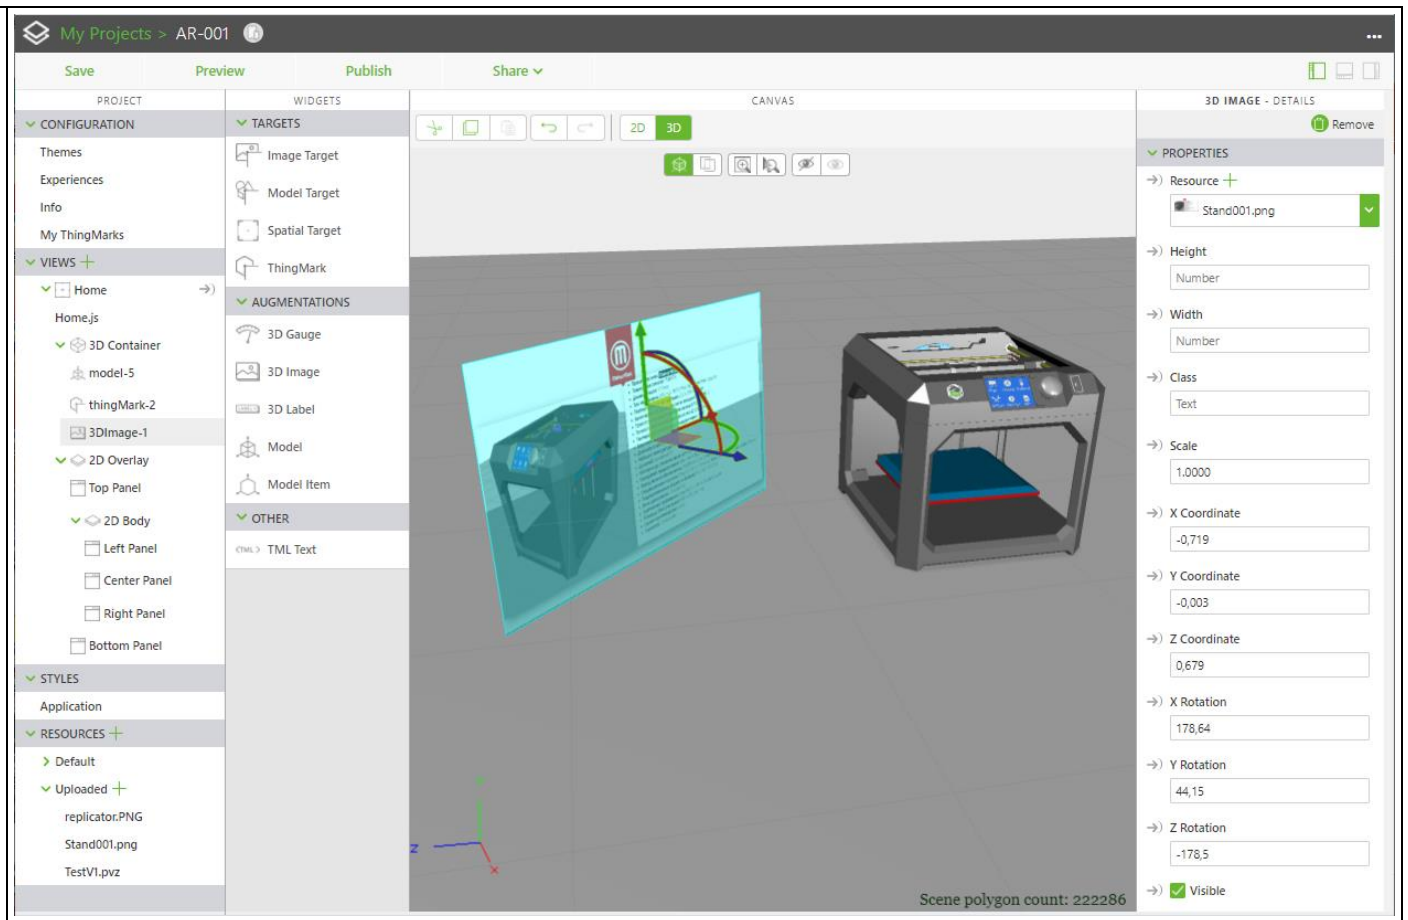 My Projects > AR-001
Save Preview Publish Share
PROJECT
CONFIGURATION
Themes
Experiences
Info
My ThingMarks
VIEWS
Home
Home.js
3D Container
model-5
thingMark-2
3DImage-1
2D Overlay
Top Panel
2D Body
Left Panel
Center Panel
Right Panel
Bottom Panel
STYLES
Application
RESOURCES
Default
Uploaded
replicator.PNG
Stand001.png
TestV1.pvz
WIDGETS
TARGETS
Image Target
Model Target
Spatial Target
ThingMark
AUGMENTATIONS
3D Gauge
3D Image
3D Label
Model
Model Item
OTHER
TML Text
CANVAS
2D 3D
Z
X
Scene polygon count: 222286
3D IMAGE - DETAILS
Remove
PROPERTIES
Resource
Stand001.png
Height
Number
Width
Number
Class
Text
Scale
1.0000
X Coordinate
-0,719
Y Coordinate
-0,003
Z Coordinate
0,679
X Rotation
178,64
Y Rotation
44,15
Z Rotation
-178,5
Visible